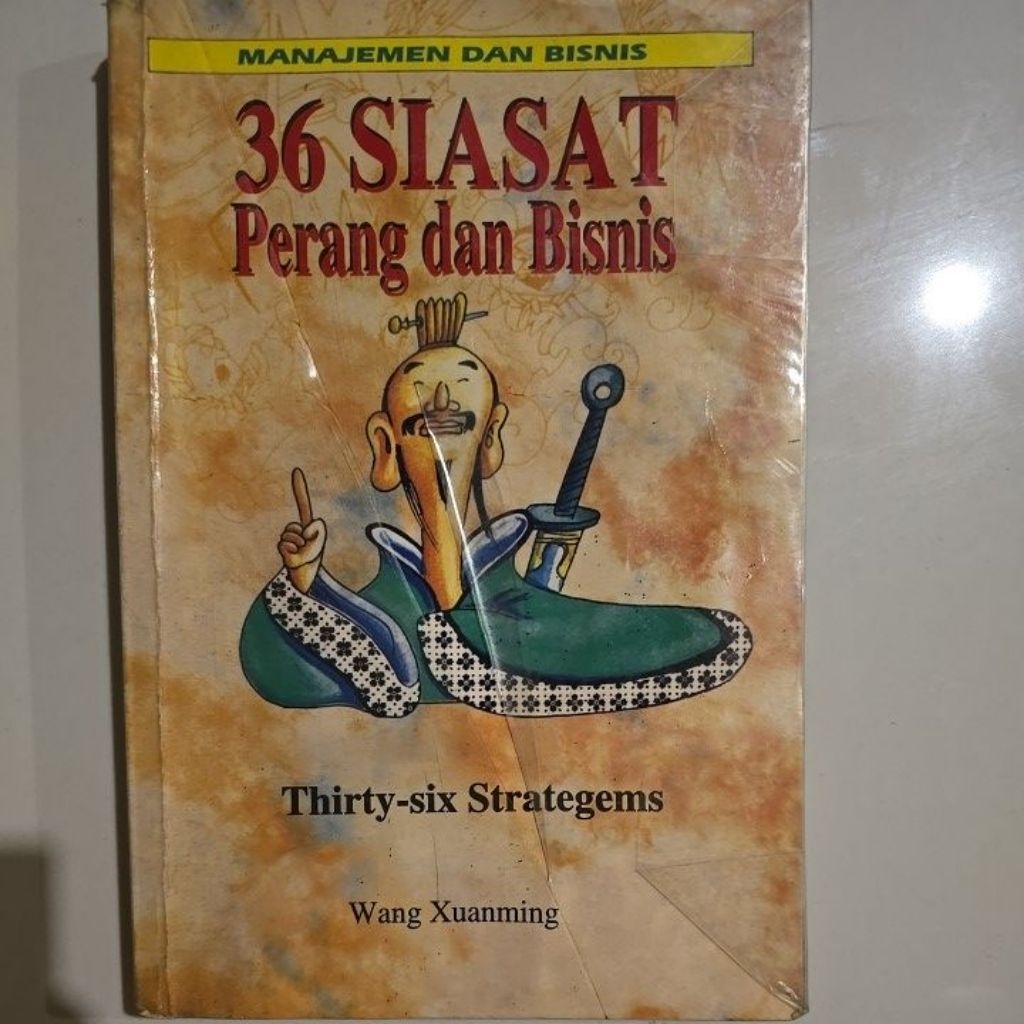 MANAJEMEN DAN BISNIS
36 SIASAT
Perang dan Bisnis
Thirty-six Strategems
Wang Xuanming